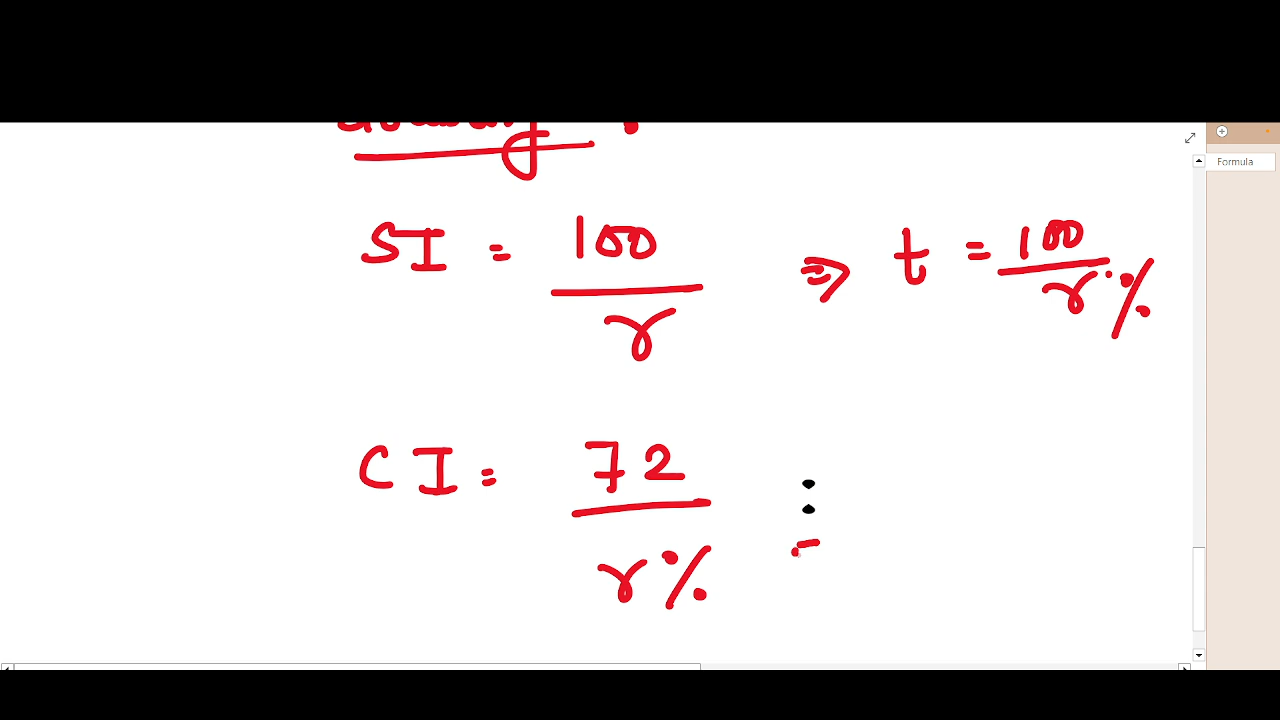 SI = 100 / r ⇒ t = 100 / r.%
CI = 72 / r%
Formula